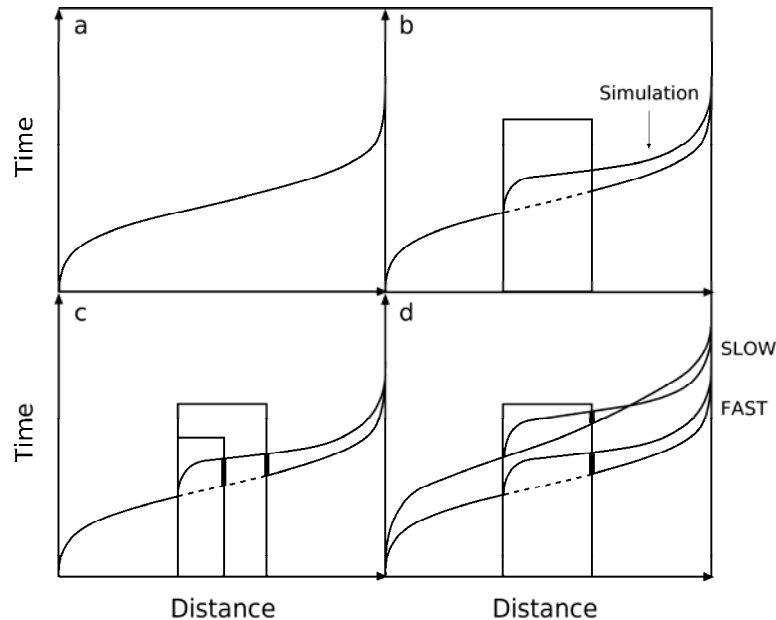 a
b
Simulation
Time
c
d
SLOW
FAST
Time
Distance
Distance